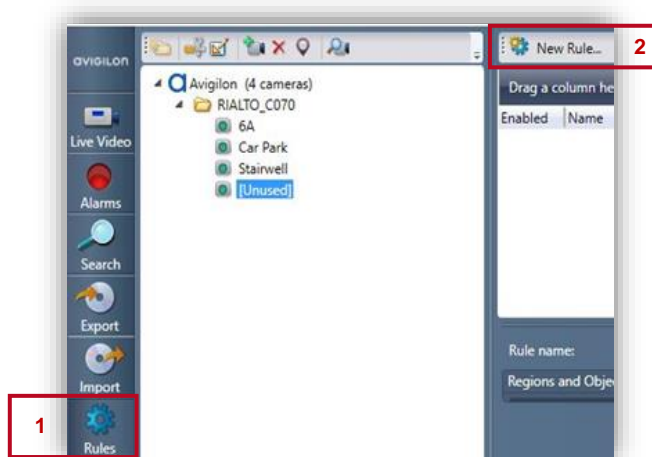 AVIGILON
Live Video
Alarms
Search
Export
Import
1
Rules
Avigilon (4 cameras)
RIALTO_C070
6A
Car Park
Stairwell
[Unused]
New Rule...
2
Drag a column he
Enabled Name
Rule name:
Regions and Obje